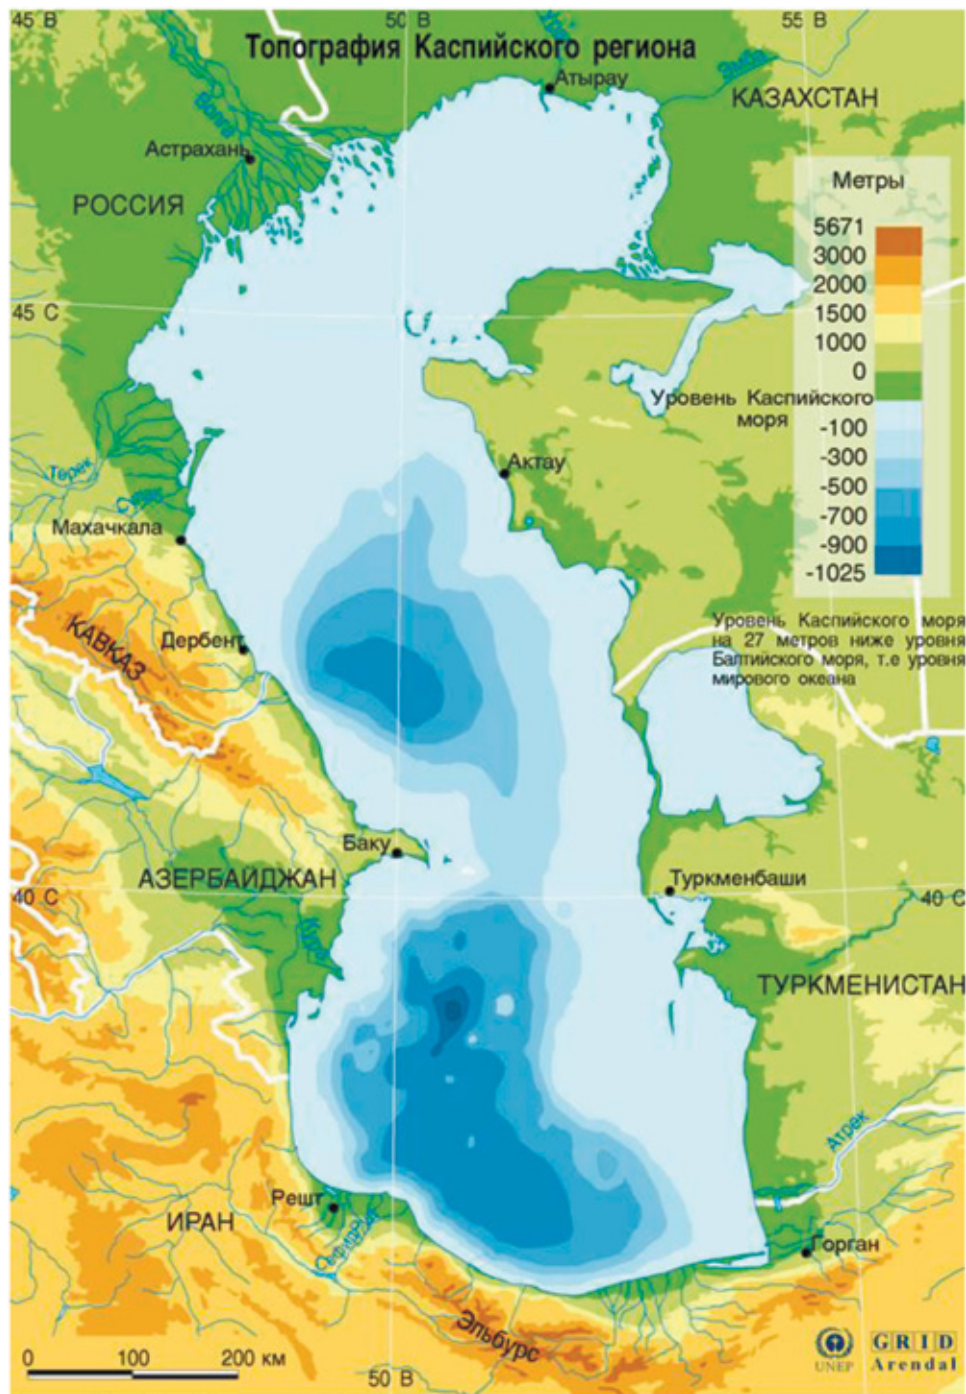 45 В
50 В
55 В
Топография Каспийского региона
Атырау
Эмба
КАЗАХСТАН
Волга
Астрахань
РОССИЯ
Метры
5671
3000
2000
1500
1000
0
Уровень Каспийского
моря
-100
-300
-500
-700
-900
-1025
45 С
Актау
Терек
Сулак
Махачкала
КАВКАЗ
Дербент
Уровень Каспийского моря
на 27 метров ниже уровня
Балтийского моря, т.е уровня
мирового океана
Баку
АЗЕРБАЙДЖАН
Туркменбаши
40 С
40 С
Кура
ТУРКМЕНИСТАН
Атрек
Решт
ИРАН
Горган
Эльбурс
0 100 200 км
50 В
UNEP
GRID
Arendal